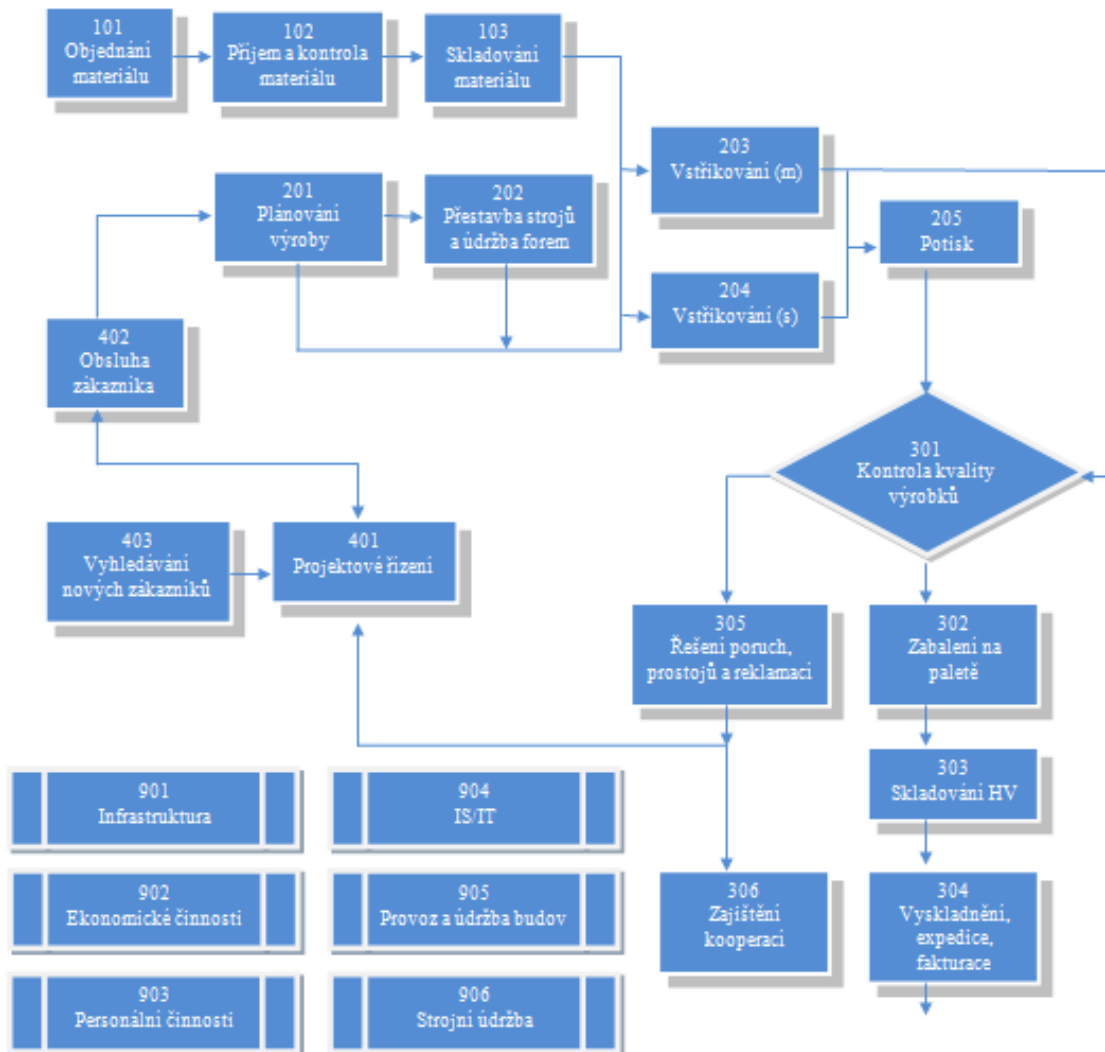 101
Objednání
materiálu
102
Příjem a kontrola
materiálu
103
Skladování
materiálu
203
Vstřikování (m)
201
Plánování
výroby
202
Přestavba strojů
a údržba forem
205
Potisk
204
Vstřikování (s)
402
Obsluha
zákazníka
301
Kontrola kvality
výrobků
403
Vyhledávání
nových zákazníků
401
Projektové řízení
305
Řešení poruch,
prostojů a reklamací
302
Zabalení na
paletě
303
Skladování HV
901
Infrastruktura
904
IS/IT
306
Zajištění
kooperací
304
Vyskladnění,
expedice,
fakturace
902
Ekonomické činnosti
905
Provoz a údržba budov
903
Personální činnosti
906
Strojní údržba